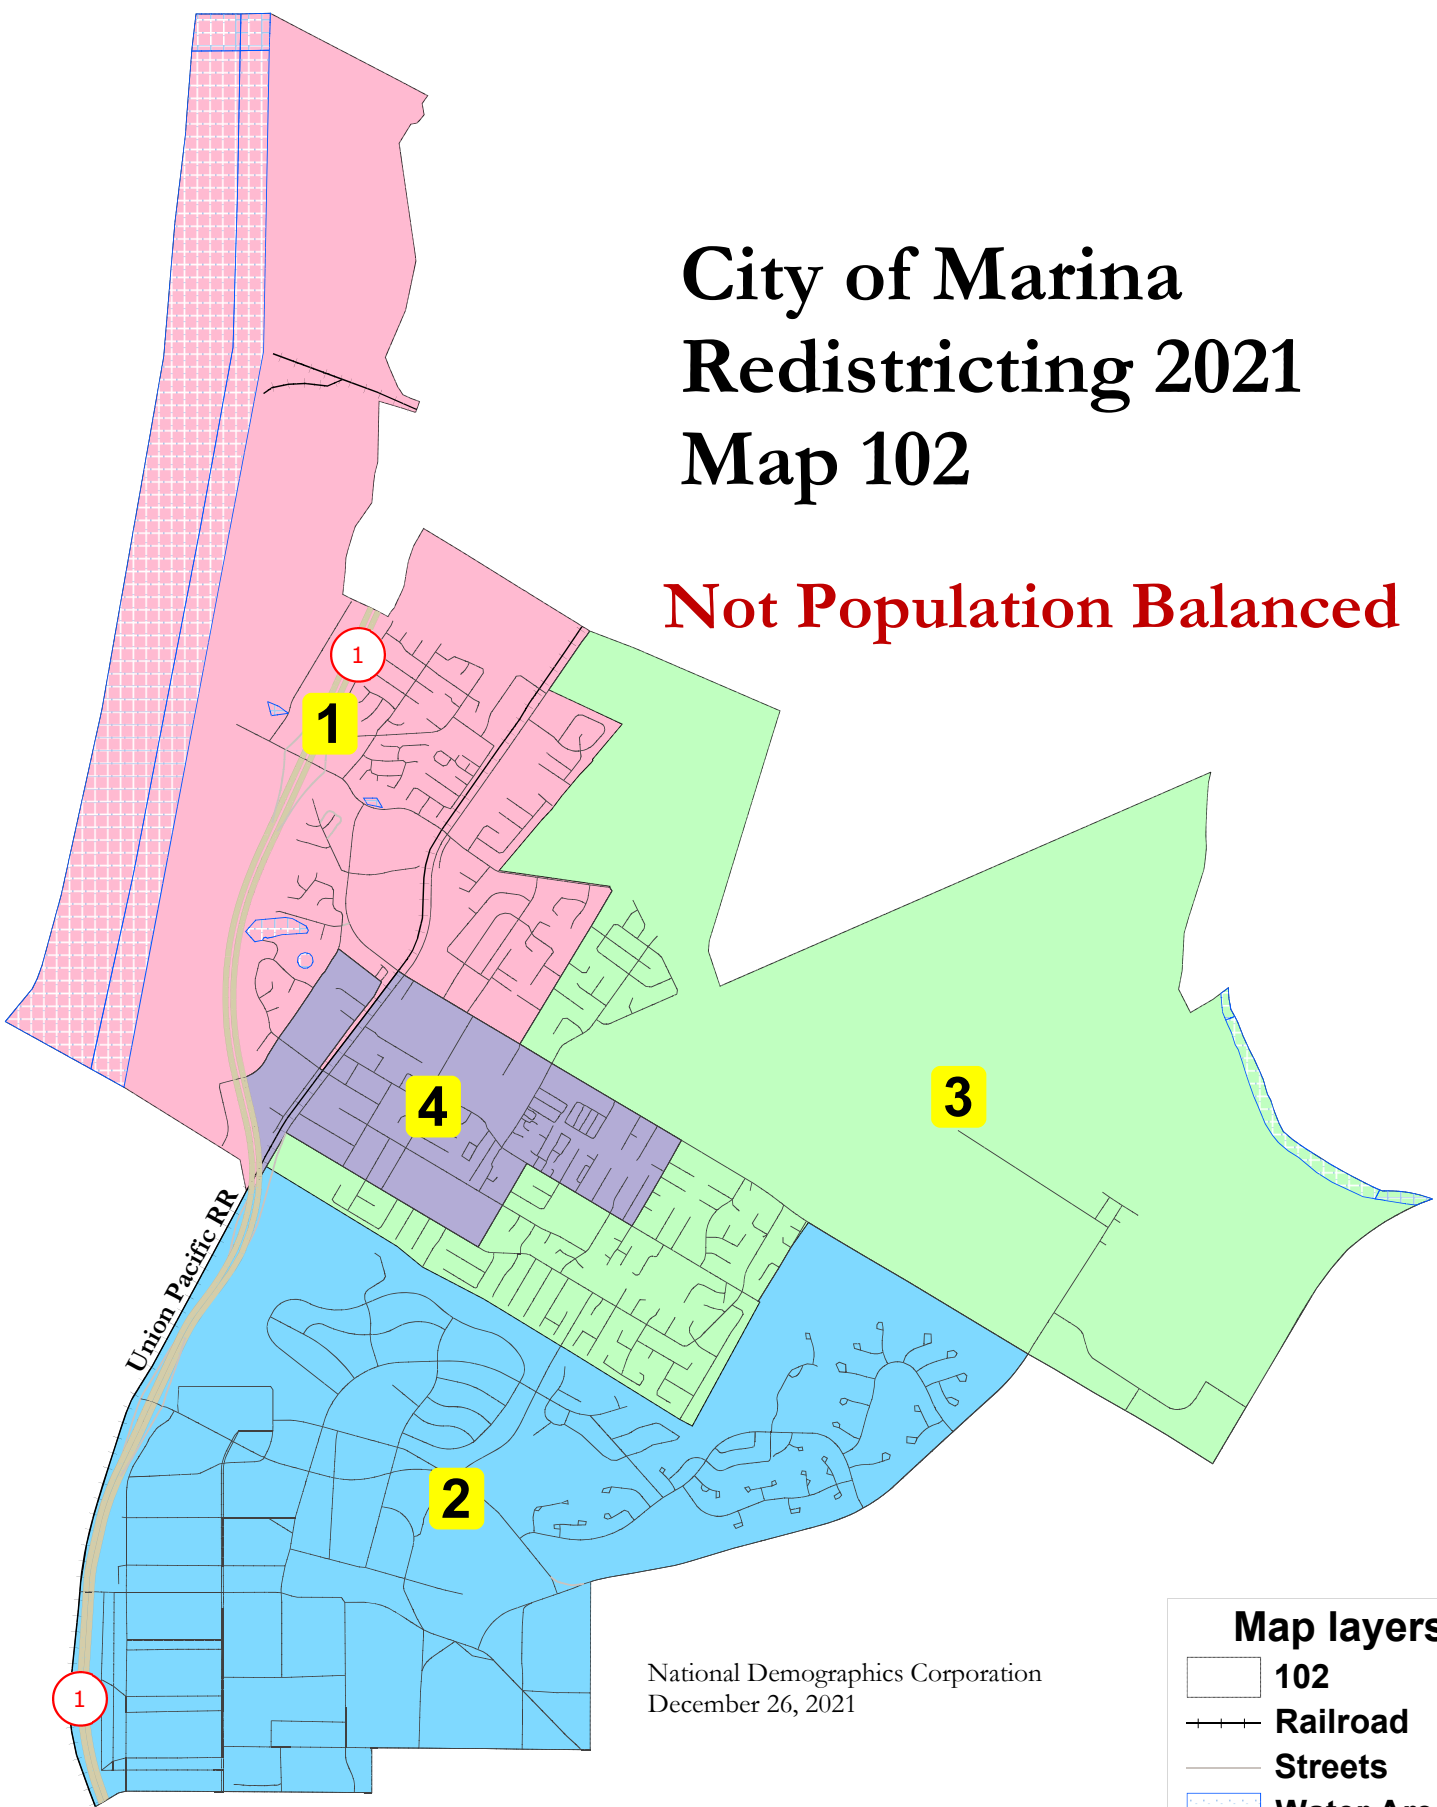 City of Marina
Redistricting 2021
Map 102
Not Population Balanced
1
1
4
3
Union Pacific RR
2
1
National Demographics Corporation
December 26, 2021
Map layers
102
Railroad
Streets
Water